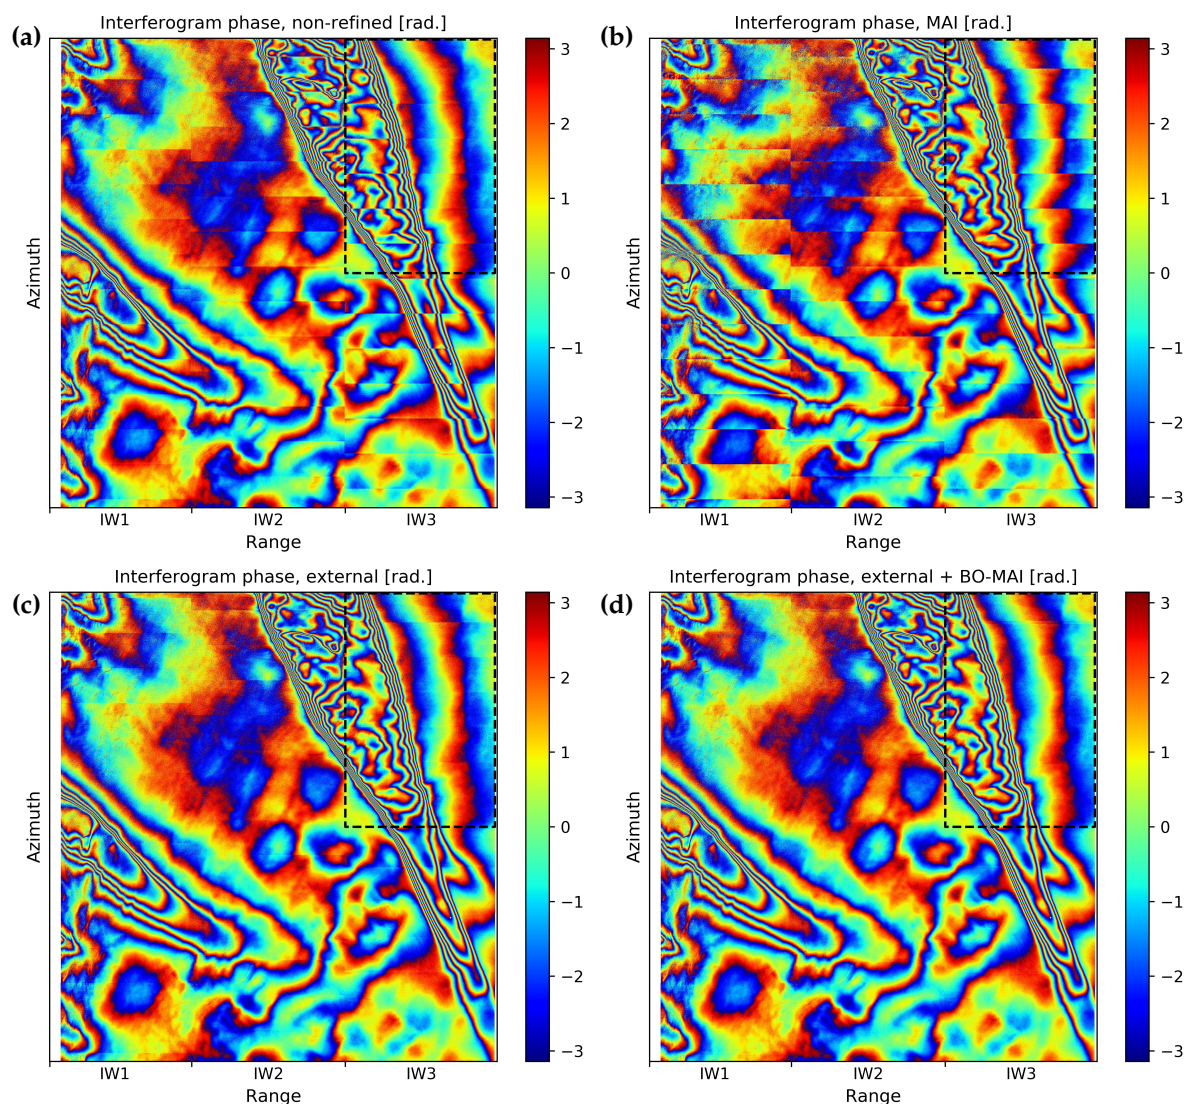 (a)
Interferogram phase, non-refined [rad.]
Azimuth
3
2
1
0
−1
−2
−3
IW1
IW2
IW3
Range
(b)
Interferogram phase, MAI [rad.]
Azimuth
3
2
1
0
−1
−2
−3
IW1
IW2
IW3
Range
(c)
Interferogram phase, external [rad.]
Azimuth
3
2
1
0
−1
−2
−3
IW1
IW2
IW3
Range
(d)
Interferogram phase, external + BO-MAI [rad.]
Azimuth
3
2
1
0
−1
−2
−3
IW1
IW2
IW3
Range